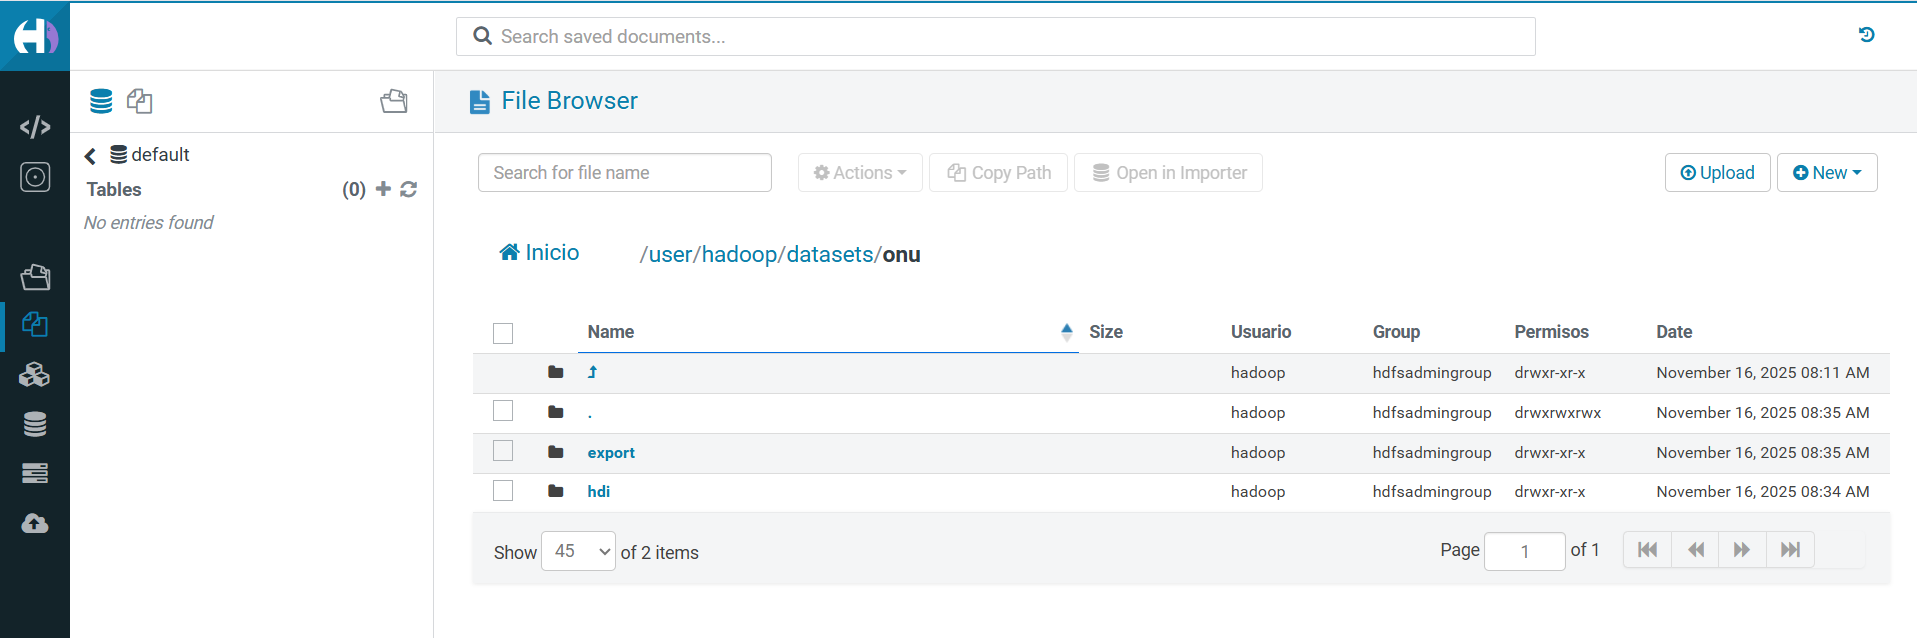 Search saved documents...
File Browser
default
Tables (0)
No entries found
Search for file name Actions Copy Path Open in Importer Upload New
Inicio /user/hadoop/datasets/onu
Name Size Usuario Group Permisos Date
hadoop hdfsadmingroup drwxr-xr-x November 16, 2025 08:11 AM
. hadoop hdfsadmingroup drwxrwxrwx November 16, 2025 08:35 AM
export hadoop hdfsadmingroup drwxr-xr-x November 16, 2025 08:35 AM
hdi hadoop hdfsadmingroup drwxr-xr-x November 16, 2025 08:34 AM
Show 45 of 2 items Page 1 of 1